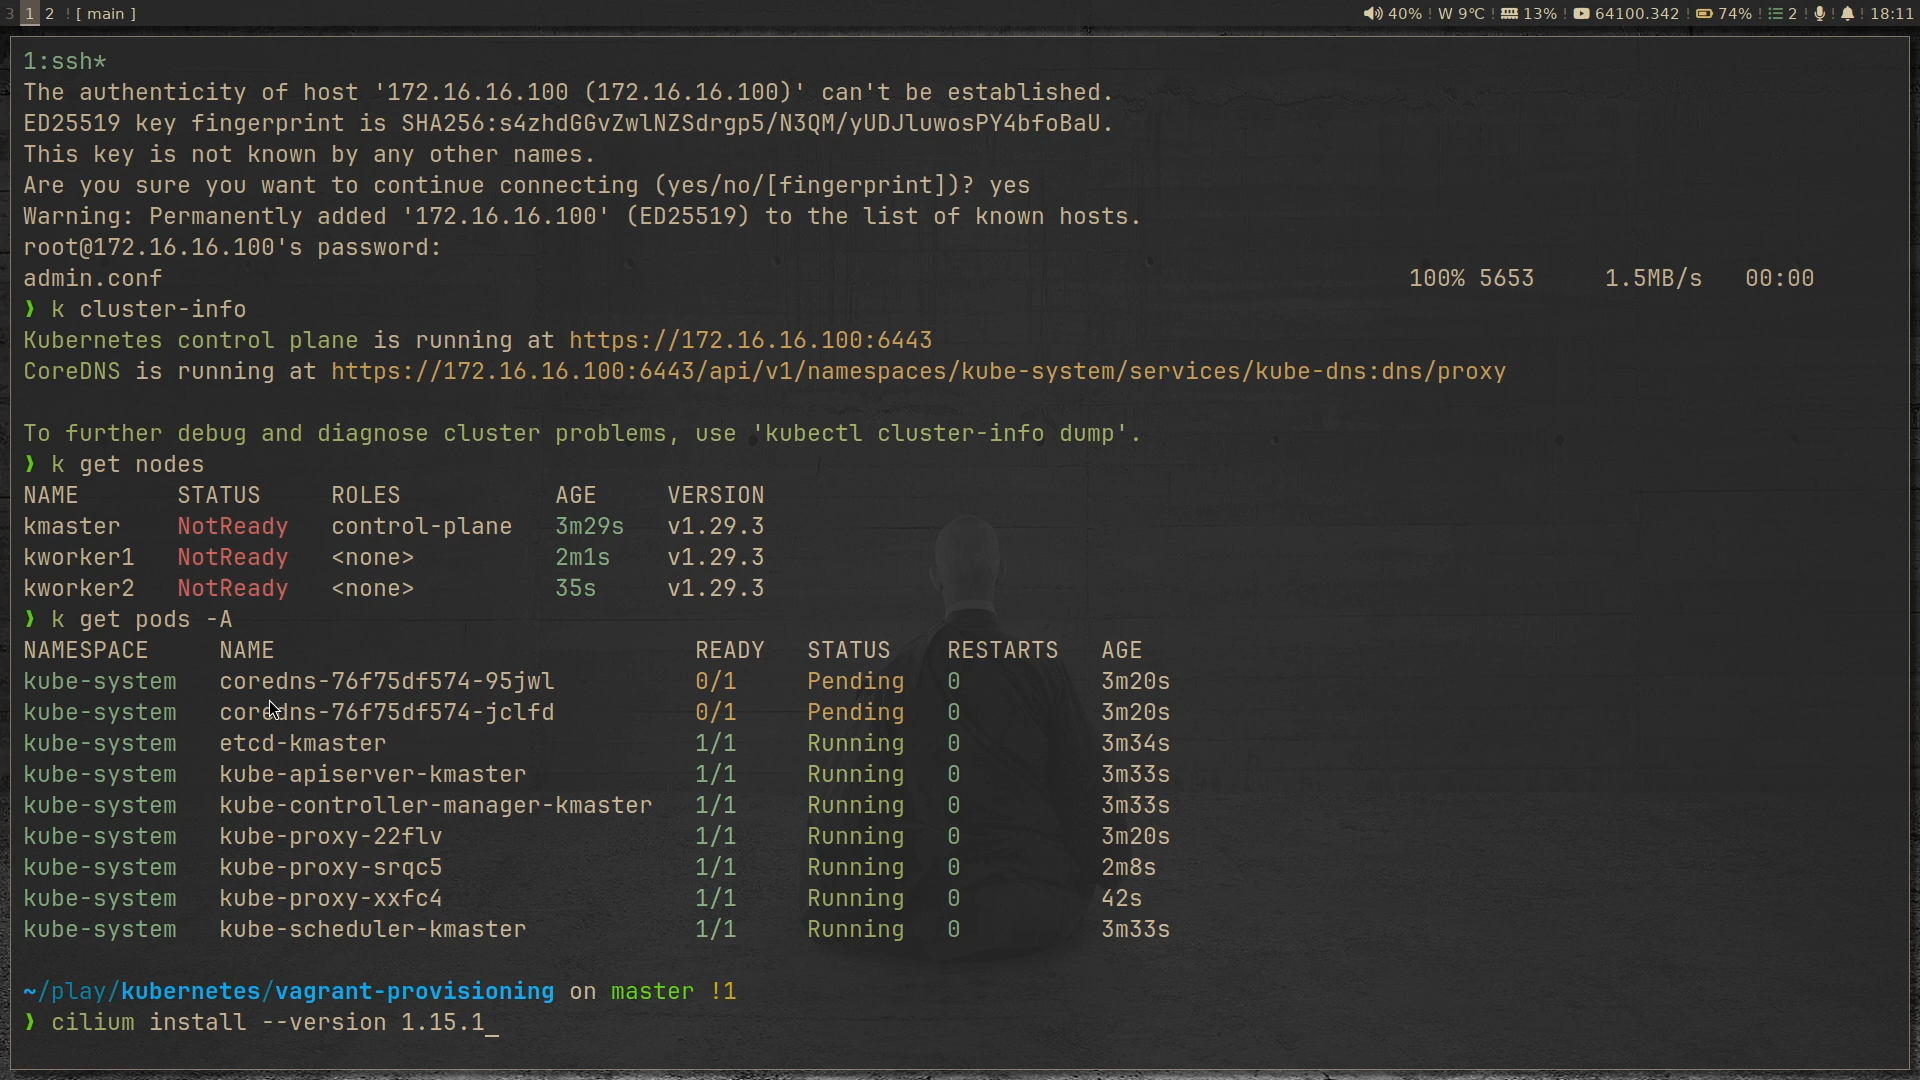 3 1 2 ! [ main ] 40% ! W 9°C ! 13% ! 64100.342 ! 74% ! 2 ! ! ! 18:11
1:ssh*
The authenticity of host '172.16.16.100 (172.16.16.100)' can't be established.
ED25519 key fingerprint is SHA256:s4zhdGGvZwlNZSdrgp5/N3QM/yUDJluwosPY4bfoBaU.
This key is not known by any other names.
Are you sure you want to continue connecting (yes/no/[fingerprint])? yes
Warning: Permanently added '172.16.16.100' (ED25519) to the list of known hosts.
root@172.16.16.100's password:
admin.conf 100% 5653 1.5MB/s 00:00
❯ k cluster-info
Kubernetes control plane is running at https://172.16.16.100:6443
CoreDNS is running at https://172.16.16.100:6443/api/v1/namespaces/kube-system/services/kube-dns:dns/proxy
To further debug and diagnose cluster problems, use 'kubectl cluster-info dump'.
❯ k get nodes
NAME STATUS ROLES AGE VERSION
kmaster NotReady control-plane 3m29s v1.29.3
kworker1 NotReady <none> 2m1s v1.29.3
kworker2 NotReady <none> 35s v1.29.3
❯ k get pods -A
NAMESPACE NAME READY STATUS RESTARTS AGE
kube-system coredns-76f75df574-95jwl 0/1 Pending 0 3m20s
kube-system coredns-76f75df574-jclfd 0/1 Pending 0 3m20s
kube-system etcd-kmaster 1/1 Running 0 3m34s
kube-system kube-apiserver-kmaster 1/1 Running 0 3m33s
kube-system kube-controller-manager-kmaster 1/1 Running 0 3m33s
kube-system kube-proxy-22flv 1/1 Running 0 3m20s
kube-system kube-proxy-srqc5 1/1 Running 0 2m8s
kube-system kube-proxy-xxfc4 1/1 Running 0 42s
kube-system kube-scheduler-kmaster 1/1 Running 0 3m33s
~/play/kubernetes/vagrant-provisioning on master !1
❯ cilium install --version 1.15.1_